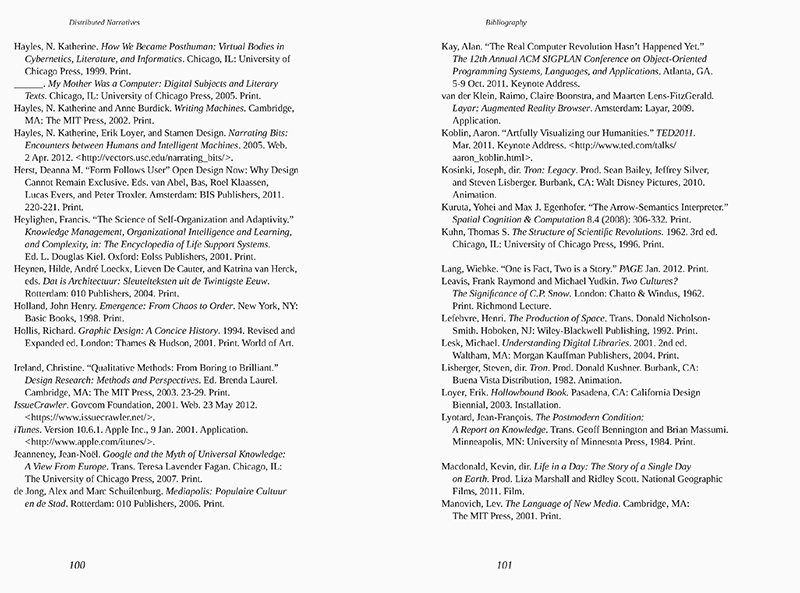 Distributed Narratives
Hayles, N. Katherine. How We Became Posthuman: Virtual Bodies in
Cybernetics, Literature, and Informatics. Chicago, IL: University of
Chicago Press, 1999. Print.
______. My Mother Was a Computer: Digital Subjects and Literary
Texts. Chicago, IL: University of Chicago Press, 2005. Print.
Hayles, N. Katherine and Anne Burdick. Writing Machines. Cambridge,
MA: The MIT Press, 2002. Print.
Hayles, N. Katherine, Erik Loyer, and Stamen Design. Narrating Bits:
Encounters between Humans and Intelligent Machines. 2005. Web.
2 Apr. 2012. <http://vectors.usc.edu/narrating_bits/>.
Herst, Deanna M. “Form Follows User” Open Design Now: Why Design
Cannot Remain Exclusive. Eds. van Abel, Bas, Roel Klaassen,
Lucas Evers, and Peter Troxler. Amsterdam: BIS Publishers, 2011.
220-221. Print.
Heylighen, Francis. “The Science of Self-Organization and Adaptivity.”
Knowledge Management, Organizational Intelligence and Learning,
and Complexity, in: The Encyclopedia of Life Support Systems.
Ed. L. Douglas Kiel. Oxford: Eolss Publishers, 2001. Print.
Heynen, Hilde, André Loeckx, Lieven De Cauter, and Katrina van Herck,
eds. Dat is Architectuur: Sleuteiteksten uit de Twintigste Eeuw.
Rotterdam: 010 Publishers, 2004. Print.
Holland, John Henry. Emergence: From Chaos to Order. New York, NY:
Basic Books, 1998. Print.
Hollis, Richard. Graphic Design: A Concice History. 1994. Revised and
Expanded ed. London: Thames & Hudson, 2001. Print. World of Art.
Ireland, Christine. “Qualitative Methods: From Boring to Brilliant.”
Design Research: Methods and Perspectives. Ed. Brenda Laurel.
Cambridge, MA: The MIT Press, 2003. 23-29. Print.
IssueCrawler. Govcom Foundation, 2001. Web. 23 May 2012.
<https://www.issuecrawler.net/>.
iTunes. Version 10.6.1. Apple Inc., 9 Jan. 2001. Application.
<http://www.apple.com/itunes/>.
Jeanneney, Jean-Noël. Google and the Myth of Universal Knowledge:
A View From Europe. Trans. Teresa Lavender Fagan. Chicago, IL:
The University of Chicago Press, 2007. Print.
de Jong, Alex and Marc Schuilenburg. Mediapolis: Populaire Cultuur
en de Stad. Rotterdam: 010 Publishers, 2006. Print.
100
Bibliography
Kay, Alan. “The Real Computer Revolution Hasn’t Happened Yet.”
The 12th Annual ACM SIGPLAN Conference on Object-Oriented
Programming Systems, Languages, and Applications. Atlanta, GA.
5-9 Oct. 2011. Keynote Address.
van der Klein, Raimo, Claire Boonstra, and Maarten Lens-FitzGerald.
Layar: Augmented Reality Browser. Amsterdam: Layar, 2009.
Application.
Koblin, Aaron. “Artfully Visualizing our Humanities.” TED2011.
Mar. 2011. Keynote Address. <http://www.ted.com/talks/
aaron_koblin.html>.
Kosinki, Joseph, dir. Tron: Legacy. Prod. Sean Bailey, Jeffrey Silver,
and Steven Lisberger. Burbank, CA: Walt Disney Pictures, 2010.
Animation.
Kuruta, Yohei and Max J. Egenhofer. “The Arrow-Semantics Interpreter.”
Spatial Cognition & Computation 8.4 (2008): 306-332. Print.
Kuhn, Thomas S. The Structure of Scientific Revolutions. 1962. 3rd ed.
Chicago, IL: University of Chicago Press, 1996. Print.
Lang, Wiebke. “One is Fact, Two is a Story.” PAGE Jan. 2012. Print.
Leavis, Frank Raymond and Michael Yudkin. Two Cultures?
The Significance of C.P. Snow. London: Chatto & Windus, 1962.
Print. Richmond Lecture.
Lefebvre, Henri. The Production of Space. Trans. Donald Nicholson-
Smith. Hoboken, NJ: Wiley-Blackwell Publishing, 1992. Print.
Lesk, Michael. Understanding Digital Libraries. 2001. 2nd ed.
Waltham, MA: Morgan Kauffman Publishers, 2004. Print.
Lisberger, Steven, dir. Tron. Prod. Donald Kushner. Burbank, CA:
Buena Vista Distribution, 1982. Animation.
Loyer, Erik. Hollowbound Book. Pasadena, CA: California Design
Biennial, 2003. Installation.
Lyotard, Jean-François. The Postmodern Condition:
A Report on Knowledge. Trans. Geoff Bennington and Brian Massumi.
Minneapolis, MN: University of Minnesota Press, 1984. Print.
Macdonald, Kevin, dir. Life in a Day: The Story of a Single Day
on Earth. Prod. Liza Marshall and Ridley Scott. National Geographic
Films, 2011. Film.
Manovich, Lev. The Language of New Media. Cambridge, MA:
The MIT Press, 2001. Print.
101